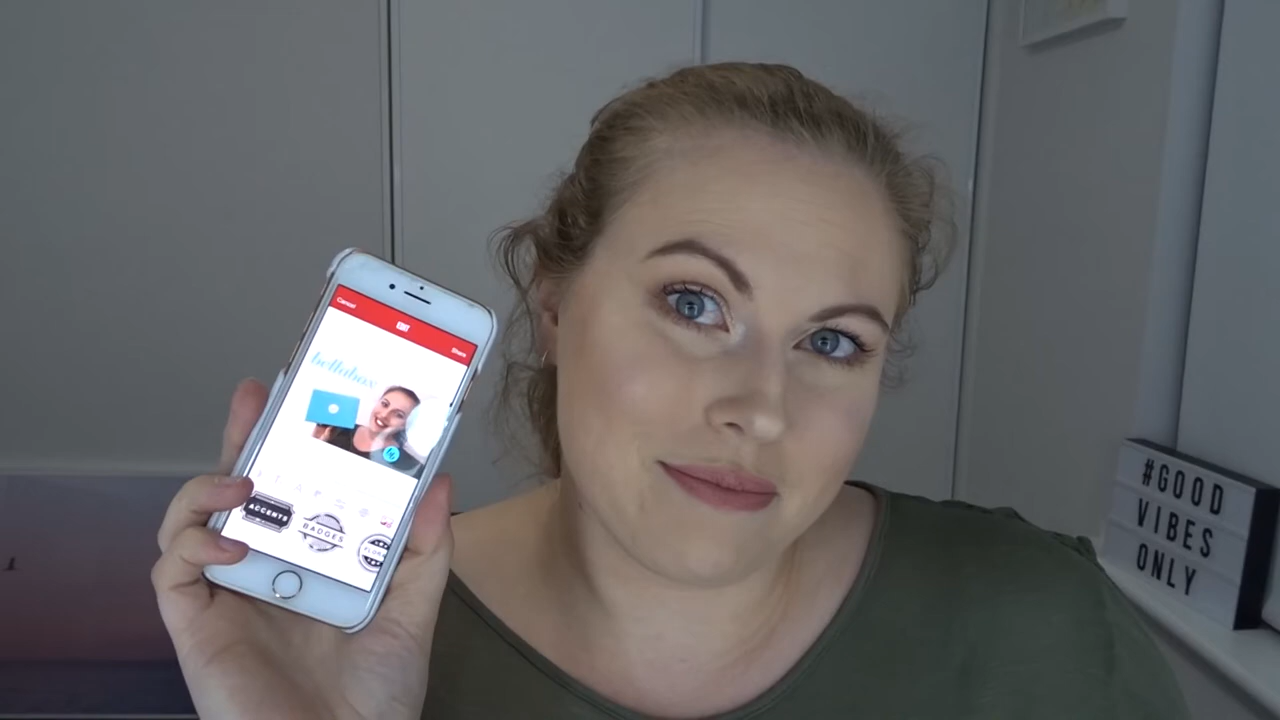 Cancel
EDIT
Share
bellabox
ACCENTS
BADGES
#GOOD
VIBES
ONLY